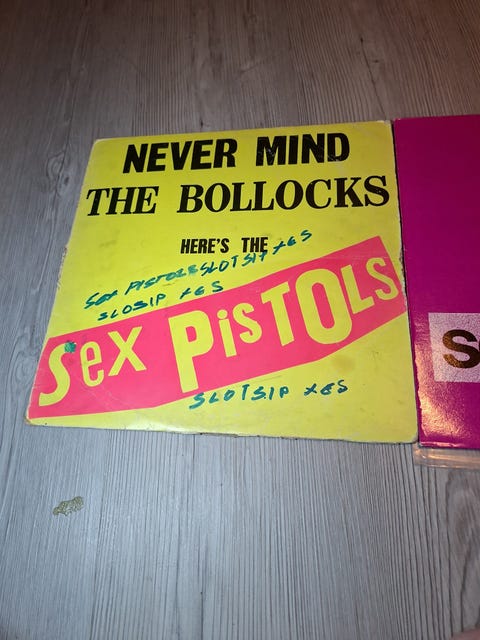 NEVER MIND
THE BOLLOCKS
HERE'S THE
SEX PISTOLS SLOTSIP XES
SLOSIP XES
Sex PisTOLS
SLOTSIP XES
S